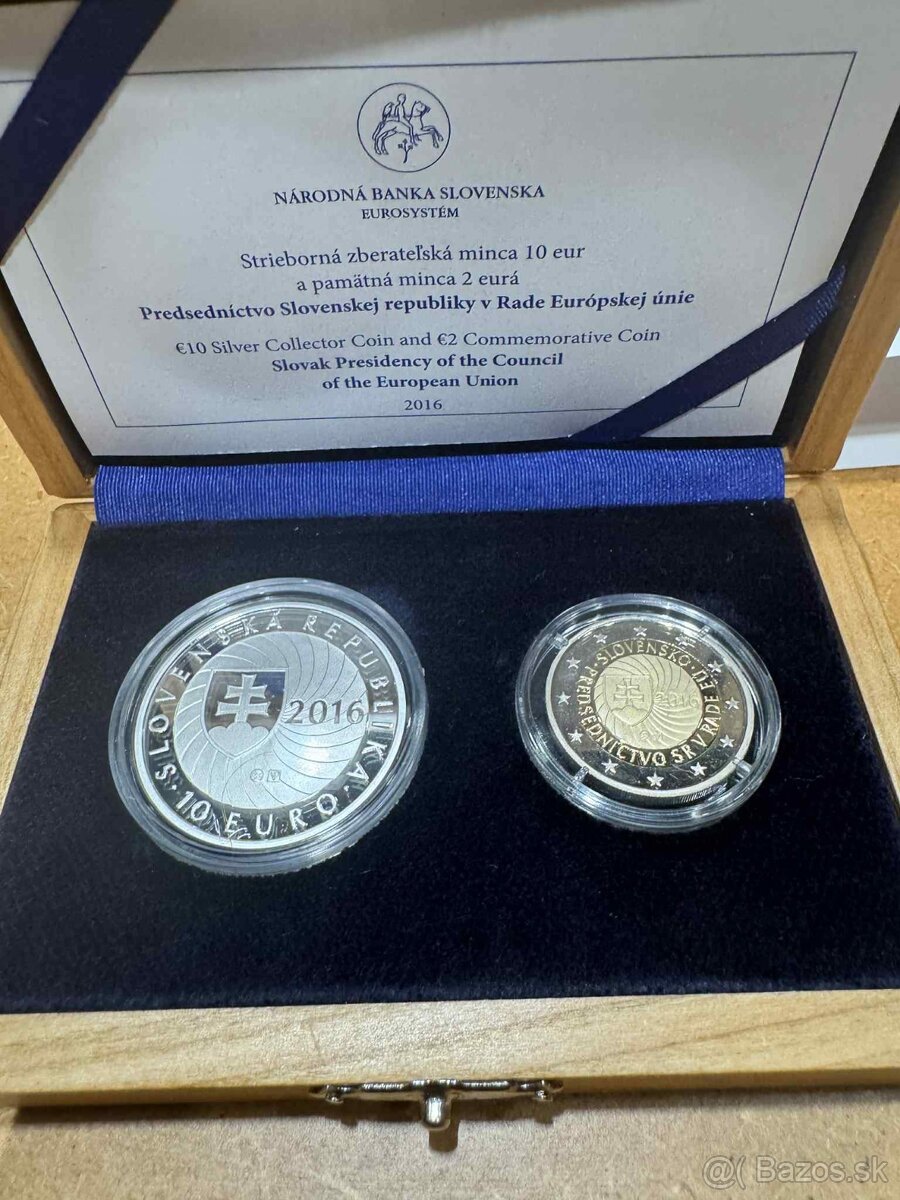 NÁRODNÁ BANKA SLOVENSKA
EUROSYSTÉM
Strieborná zberateľská minca 10 eur
a pamätná minca 2 eurá
Predsedníctvo Slovenskej republiky v Rade Európskej únie
€10 Silver Collector Coin and €2 Commemorative Coin
Slovak Presidency of the Council
of the European Union
2016
SLOVENSKÁ REPUBLIKA
2016
10 EURO
SLOVENSKO
2016
PREDSEDNÍCTVO SR V RADE EÚ
@( Bazos.sk